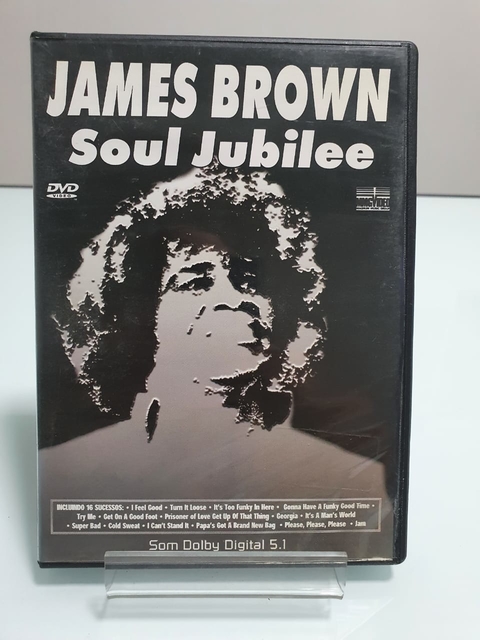 JAMES BROWN
Soul Jubilee
DVD
VIDEO
INCLUINDO 16 SUCESSOS: • I Feel Good • Turn It Loose • It's Too Funky In Here • Gonna Have A Funky Good Time •
Try Me • Get On A Good Foot • Prisoner of Love Get Up Of That Thing • Georgia • It's A Man's World
• Super Bad • Cold Sweat • I Can't Stand It • Papa's Got A Brand New Bag • Please, Please, Please • Jam
Som Dolby Digital 5.1